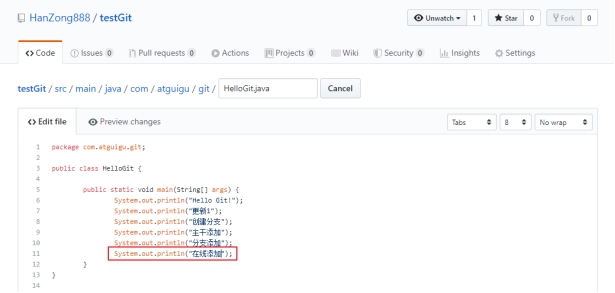 HanZong888 / testGit
Unwatch 1 Star 0 Fork 0
Code Issues 0 Pull requests 0 Actions Projects 0 Wiki Security 0 Insights Settings
testGit / src / main / java / com / atguigu / git / HelloGit.java Cancel
Edit file Preview changes Tabs 8 No wrap
1 package com.atguigu.git;
2
3 public class HelloGit {
4
5 public static void main(String[] args) {
6 System.out.println("Hello Git!");
7 System.out.println("更新1");
8 System.out.println("创建分支");
9 System.out.println("主干添加");
10 System.out.println("分支添加");
11 System.out.println("在线添加");
12 }
13 }
14